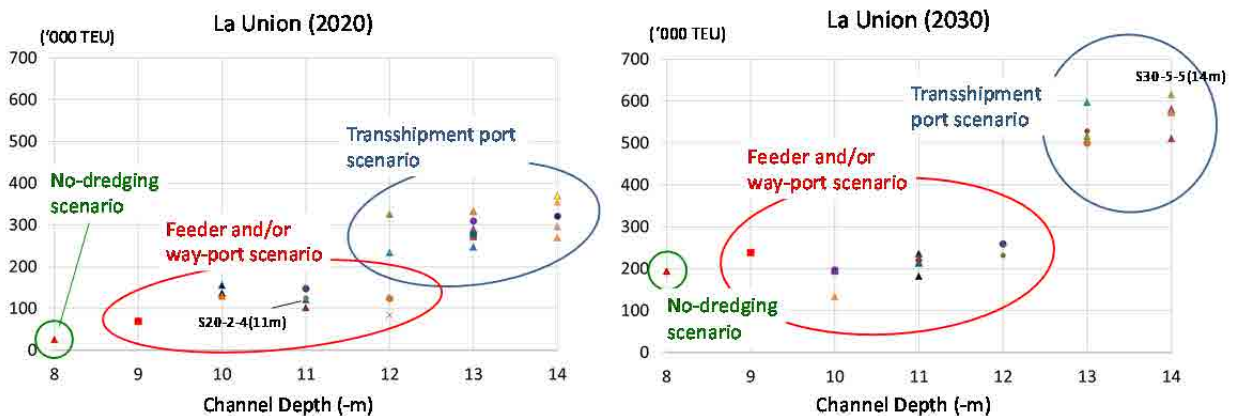 La Union (2020)
('000 TEU)
700
600
500
400
300
200
100
0
8
9
10
11
12
13
14
Channel Depth (-m)
No-dredging
scenario
Feeder and/or
way-port scenario
Transshipment port
scenario
S20-2-4(11m)
La Union (2030)
('000 TEU)
700
600
500
400
300
200
100
0
8
9
10
11
12
13
14
Channel Depth (-m)
No-dredging
scenario
Feeder and/or
way-port scenario
Transshipment
port scenario
S30-5-5(14m)